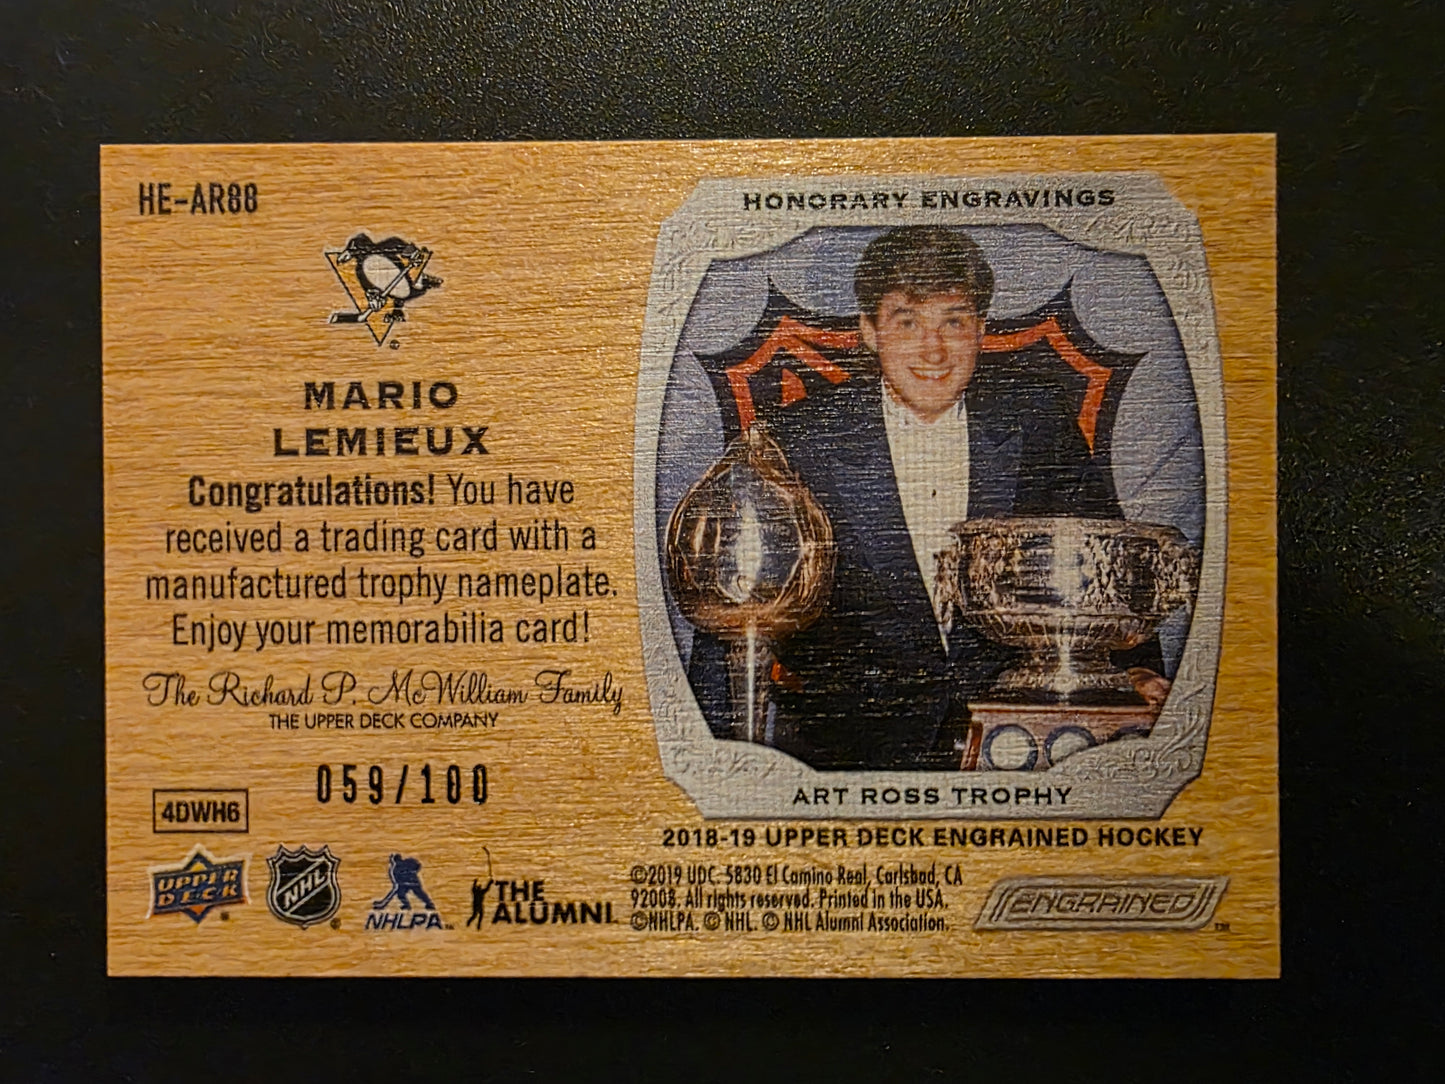 HE-AR88
MARIO
LEMIEUX
Congratulations! You have
received a trading card with a
manufactured trophy nameplate.
Enjoy your memorabilia card!
The Richard P. McWilliam Family
THE UPPER DECK COMPANY
059/100
4DWH6
UPPER
DECK
®
NHL
®
NHLPA™
THE
ALUMNI
HONORARY ENGRAVINGS
ART ROSS TROPHY
2018-19 UPPER DECK ENGRAINED HOCKEY
©2019 UDC. 5830 El Camino Real, Carlsbad, CA
92008. All rights reserved. Printed in the USA.
©NHLPA. © NHL. © NHL Alumni Association.
ENGRAINED
TM